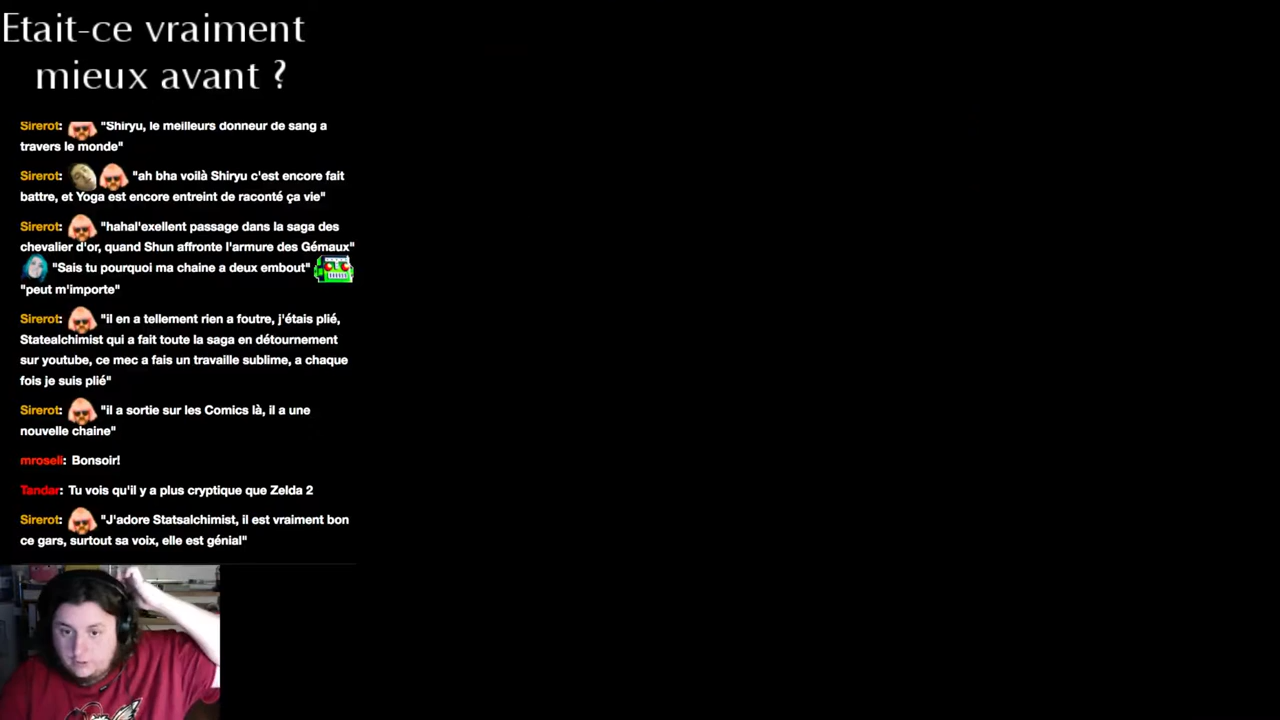 Etait-ce vraiment
mieux avant ?
Sirerot: "Shiryu, le meilleurs donneur de sang a
travers le monde"
Sirerot: "ah bha voilà Shiryu c'est encore fait
battre, et Yoga est encore entreint de raconté ça vie"
Sirerot: "hahal'exellent passage dans la saga des
chevalier d'or, quand Shun affronte l'armure des Gémaux"
"Sais tu pourquoi ma chaine a deux embout"
"peut m'importe"
Sirerot: "il en a tellement rien a foutre, j'étais plié,
Statealchimist qui a fait toute la saga en détournement
sur youtube, ce mec a fais un travaille sublime, a chaque
fois je suis plié"
Sirerot: "il a sortie sur les Comics là, il a une
nouvelle chaine"
mroseli: Bonsoir!
Tandar: Tu vois qu'il y a plus cryptique que Zelda 2
Sirerot: "J'adore Statsalchimist, il est vraiment bon
ce gars, surtout sa voix, elle est génial"